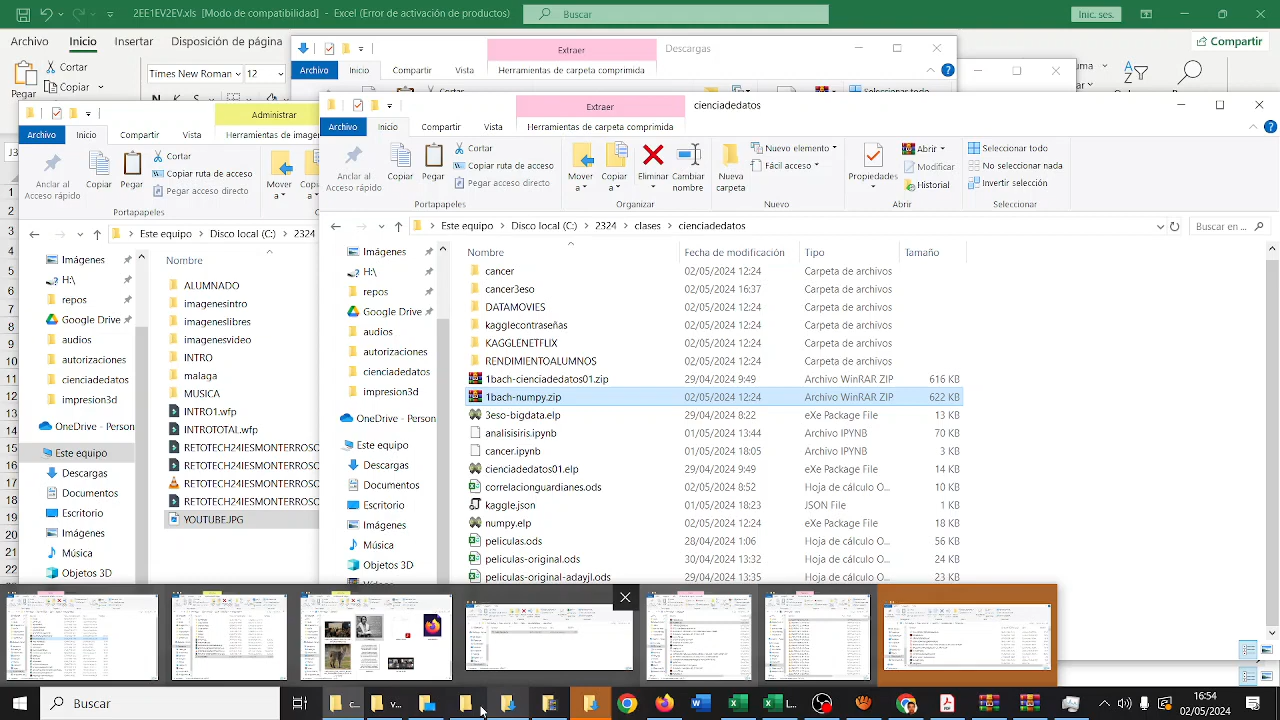 2EE1EV2EV.xls [Modo de compatibilidad] - Excel (Error de activación de productos)
Buscar
Inic. ses.
Archivo Inicio Insertar Disposición de página
Compartir
Cortar
Times New Roman 12
Pegar
Extraer Descargas
Archivo Inicio Compartir Vista Herramientas de carpeta comprimida
Administrar
Archivo Inicio Compartir Vista
Anclar al
Acceso rápido
Copiar Pegar
Cortar
Copiar ruta de acceso
Pegar acceso directo
Portapapeles
Mover
a
Este equipo Disco local (C:) 2324
Nombre
Imágenes
H:\
repos
Google Drive
audios
autorizaciones
cienciadedatos
impresion3d
OneDrive - Person
Este equipo
Descargas
Documentos
Escritorio
Imágenes
Música
Objetos 3D
ILUMINADO
imagenesintro
imagenesluces
imagenesvideo
INTRO
malaga
MUSICA
INTRO1.wfp
INTROTOTAL.wfp
RETOTECH24IESMONTERROSO
RETOTECH24IESMONTERROSO
RETOTECH24IESMONTERROSO
RETOTECH24IESMONTERROSO
YOUTUBE.JPG
Extraer cienciadedatos
Archivo Inicio Compartir Vista Herramientas de carpeta comprimida
Anclar al
Acceso rápido
Copiar Pegar
Cortar
Copiar ruta de acceso
Pegar acceso directo
Portapapeles
Mover
a
Copiar
a
Eliminar Cambiar
nombre
Organizar
Nueva
carpeta
Nuevo elemento
Fácil acceso
Nuevo
Propiedades
Abrir
Modificar
Historial
Abrir
Seleccionar todo
No seleccionar nada
Invertir selección
Seleccionar
Este equipo Disco local (C:) 2324 clases cienciadedatos
Buscar en...
Imágenes
H:\
repos
Google Drive
audios
autorizaciones
cienciadedatos
impresion3d
OneDrive - Person
Este equipo
Descargas
Documentos
Escritorio
Imágenes
Música
Objetos 3D
Nombre Fecha de modificación Tipo Tamaño
cancer 02/05/2024 12:24 Carpeta de archivos
cancer3eso 02/05/2024 16:37 Carpeta de archivos
DATAMOVIES 02/05/2024 12:24 Carpeta de archivos
kagglecontraseñas 02/05/2024 12:24 Carpeta de archivos
KAGGLENETFLIX 02/05/2024 12:24 Carpeta de archivos
RENDIMIENTOALUMNOS 02/05/2024 12:24 Carpeta de archivos
1bach-cienciadedatos01.zip 29/04/2024 9:49 Archivo WinRAR ZIP 616 KB
1bach-numpy.zip 02/05/2024 12:24 Archivo WinRAR ZIP 622 KB
3eso-bigdata.elp 29/04/2024 8:22 eXe Package File 13 KB
analisisiris.ipynb 01/05/2024 13:44 Archivo IPYNB 70 KB
cancer.ipynb 01/05/2024 18:05 Archivo IPYNB 3 KB
cienciadedatos01.elp 29/04/2024 9:49 eXe Package File 14 KB
correlacionguardianes.ods 02/05/2024 8:52 Hoja de cálculo O... 10 KB
kaggle.json 01/05/2024 18:23 JSON File 1 KB
numpy.elp 02/05/2024 12:24 eXe Package File 18 KB
peliculas.ods 28/04/2024 1:06 Hoja de cálculo O... 56 KB
peliculas-original.ods 30/04/2024 13:32 Hoja de cálculo O... 24 KB
peliculas-original-adayjl.ods 29/04/2024 13:35 Hoja de cálculo O... 23 KB
16:54
02/05/2024